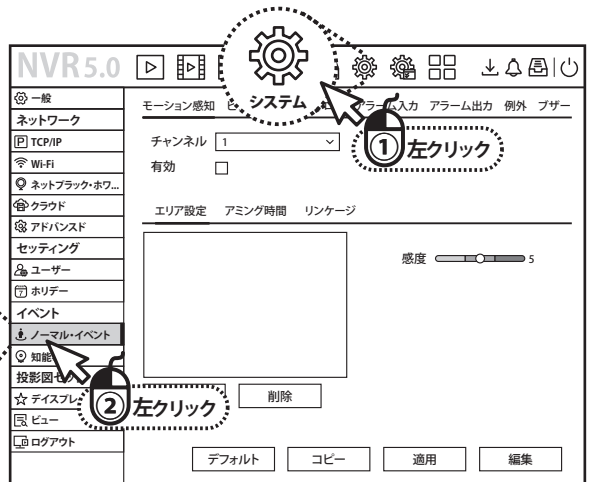 NVR 5.0
システム
① 左クリック
一般
ネットワーク
TCP/IP
Wi-Fi
ネットブラック・ホワ...
クラウド
アドバンスド
セッティング
ユーザー
7 ホリデー
イベント
ノーマル・イベント
知能
投影図
ディスプレ
ビュー
ログアウト
② 左クリック
モーション感知
アラーム入力 アラーム出力 例外 ブザー
チャンネル 1
有効
エリア設定 アミング時間 リンケージ
感度 5
削除
デフォルト コピー 適用 編集